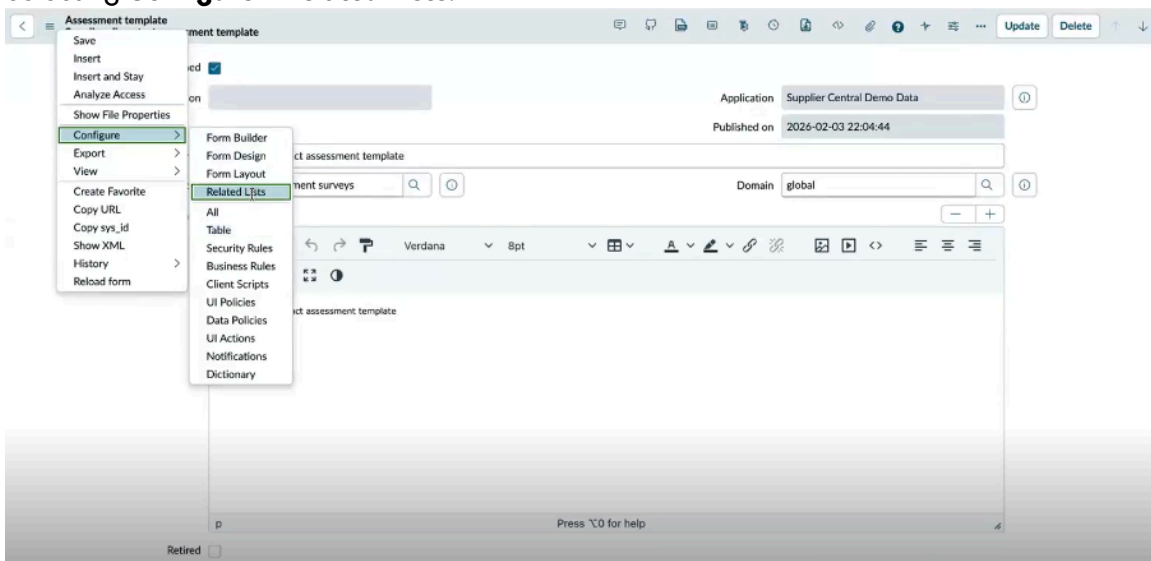 Assessment template
ment template
Update
Delete
Save
Insert
Insert and Stay
Analyze Access
Show File Properties
Configure
Export
View
Create Favorite
Copy URL
Copy sys_id
Show XML
History
Reload form
Form Builder
Form Design
Form Layout
Related Lists
All
Table
Security Rules
Business Rules
Client Scripts
UI Policies
Data Policies
UI Actions
Notifications
Dictionary
ed
on
Application Supplier Central Demo Data
Published on 2026-02-03 22:04:44
ct assessment template
ment surveys
Domain global
Verdana 8pt
ct assessment template
p
Press ⌥0 for help
Retired